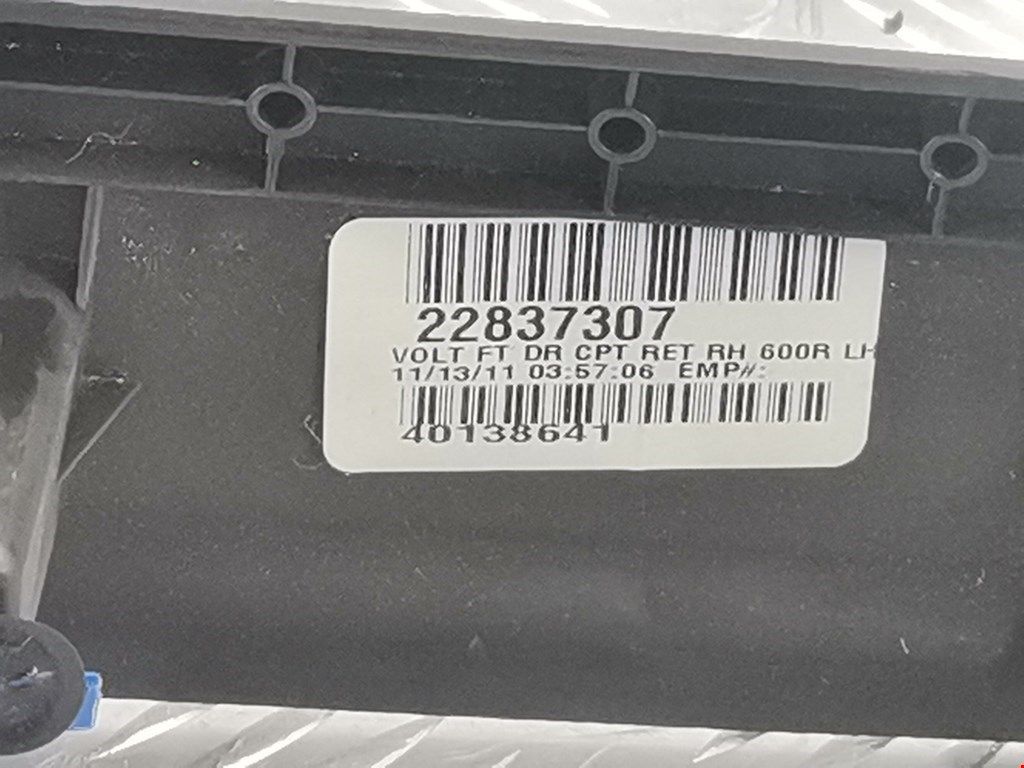 22837307
VOLT FT DR CPT RET RH 600R LH
11/13/11 03:57:06 EMP#:
40138641